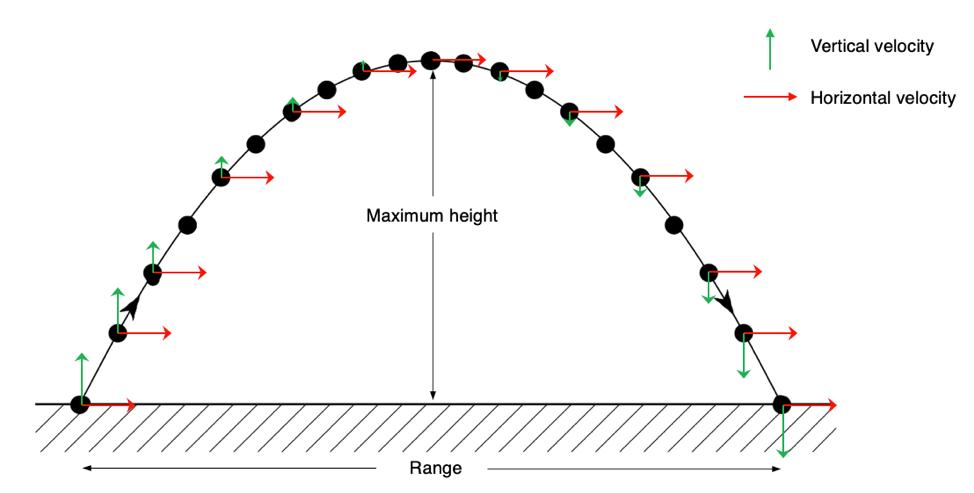 Vertical velocity
Horizontal velocity
Maximum height
Range